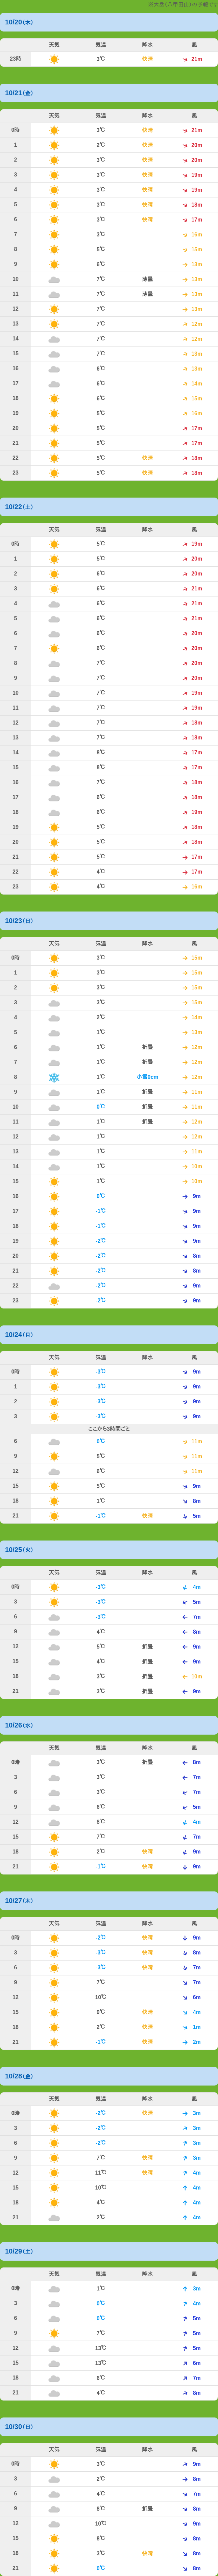 ※大岳(八甲田山)の予報です
10/20(木)
天気 気温 降水 風
23時 3℃ 快晴 21m
10/21(金)
天気 気温 降水 風
0時 3℃ 快晴 21m
1 2℃ 快晴 20m
2 3℃ 快晴 20m
3 3℃ 快晴 19m
4 3℃ 快晴 19m
5 3℃ 快晴 18m
6 3℃ 快晴 17m
7 3℃ 16m
8 5℃ 15m
9 6℃ 13m
10 7℃ 薄曇 13m
11 7℃ 薄曇 13m
12 7℃ 13m
13 7℃ 12m
14 7℃ 12m
15 7℃ 13m
16 6℃ 13m
17 6℃ 14m
18 6℃ 15m
19 5℃ 16m
20 5℃ 17m
21 5℃ 17m
22 5℃ 快晴 18m
23 5℃ 快晴 18m
10/22(土)
天気 気温 降水 風
0時 5℃ 19m
1 5℃ 20m
2 6℃ 20m
3 6℃ 21m
4 6℃ 21m
5 6℃ 21m
6 6℃ 20m
7 6℃ 20m
8 7℃ 20m
9 7℃ 20m
10 7℃ 19m
11 7℃ 19m
12 7℃ 18m
13 7℃ 18m
14 8℃ 17m
15 8℃ 17m
16 7℃ 18m
17 6℃ 18m
18 6℃ 19m
19 5℃ 18m
20 5℃ 18m
21 5℃ 17m
22 4℃ 17m
23 4℃ 16m
10/23(日)
天気 気温 降水 風
0時 3℃ 15m
1 3℃ 15m
2 3℃ 15m
3 3℃ 15m
4 2℃ 14m
5 1℃ 13m
6 1℃ 折曇 12m
7 1℃ 折曇 12m
8 1℃ 小雪0cm 12m
9 1℃ 折曇 11m
10 0℃ 折曇 11m
11 1℃ 折曇 12m
12 1℃ 12m
13 1℃ 11m
14 1℃ 10m
15 1℃ 10m
16 0℃ 9m
17 -1℃ 9m
18 -1℃ 9m
19 -2℃ 9m
20 -2℃ 8m
21 -2℃ 8m
22 -2℃ 9m
23 -2℃ 9m
10/24(月)
天気 気温 降水 風
0時 -3℃ 9m
1 -3℃ 9m
2 -3℃ 9m
3 -3℃ 9m
ここから3時間ごと
6 0℃ 11m
9 5℃ 11m
12 6℃ 11m
15 5℃ 9m
18 1℃ 8m
21 -1℃ 快晴 5m
10/25(火)
天気 気温 降水 風
0時 -3℃ 4m
3 -3℃ 5m
6 -3℃ 7m
9 4℃ 8m
12 5℃ 折曇 9m
15 4℃ 折曇 9m
18 3℃ 折曇 10m
21 3℃ 折曇 9m
10/26(水)
天気 気温 降水 風
0時 3℃ 折曇 8m
3 3℃ 7m
6 3℃ 7m
9 6℃ 5m
12 8℃ 4m
15 7℃ 7m
18 2℃ 快晴 9m
21 -1℃ 快晴 9m
10/27(木)
天気 気温 降水 風
0時 -2℃ 快晴 9m
3 -3℃ 快晴 8m
6 -3℃ 快晴 7m
9 7℃ 7m
12 10℃ 6m
15 9℃ 快晴 4m
18 2℃ 快晴 1m
21 -1℃ 快晴 2m
10/28(金)
天気 気温 降水 風
0時 -2℃ 快晴 3m
3 -2℃ 3m
6 -2℃ 3m
9 7℃ 快晴 3m
12 11℃ 快晴 4m
15 10℃ 4m
18 4℃ 4m
21 2℃ 4m
10/29(土)
天気 気温 降水 風
0時 1℃ 3m
3 0℃ 4m
6 0℃ 5m
9 7℃ 5m
12 13℃ 5m
15 13℃ 6m
18 6℃ 7m
21 4℃ 8m
10/30(日)
天気 気温 降水 風
0時 3℃ 9m
3 2℃ 8m
6 4℃ 7m
9 8℃ 折曇 8m
12 10℃ 9m
15 8℃ 8m
18 3℃ 快晴 8m
21 0℃ 8m